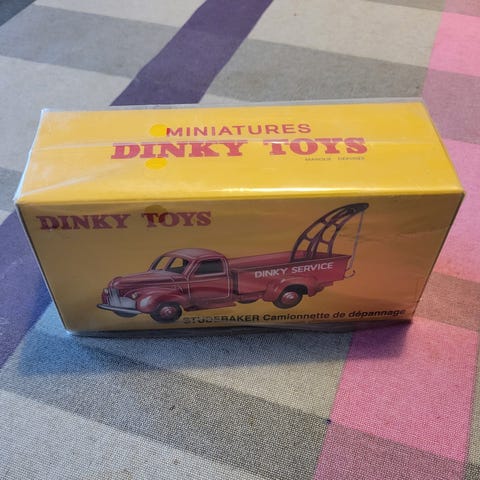 MINIATURES
DINKY TOYS
MARQUE DÉPOSÉE
DINKY TOYS
DINKY SERVICE
STUDEBAKER Camionnette de dépannage